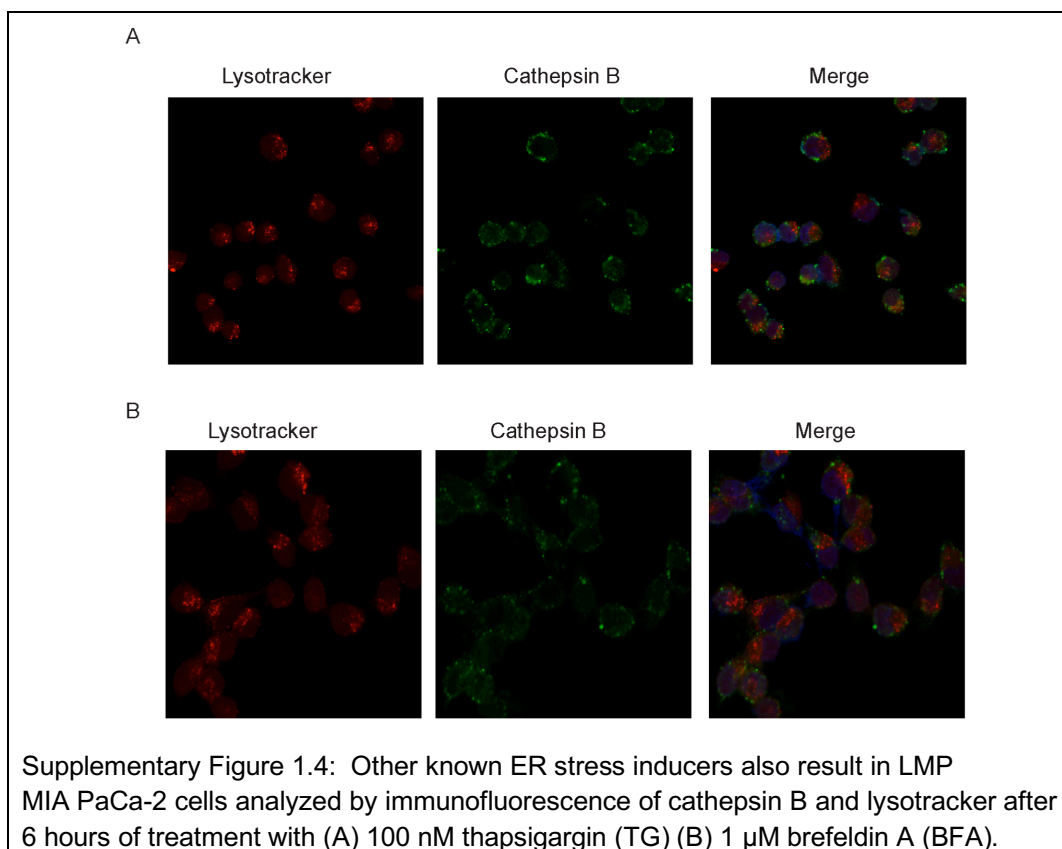 A
Lysotracker Cathepsin B Merge
B
Lysotracker Cathepsin B Merge
Supplementary Figure 1.4: Other known ER stress inducers also result in LMP
MIA PaCa-2 cells analyzed by immunofluorescence of cathepsin B and lysotracker after
6 hours of treatment with (A) 100 nM thapsigargin (TG) (B) 1 µM brefeldin A (BFA).